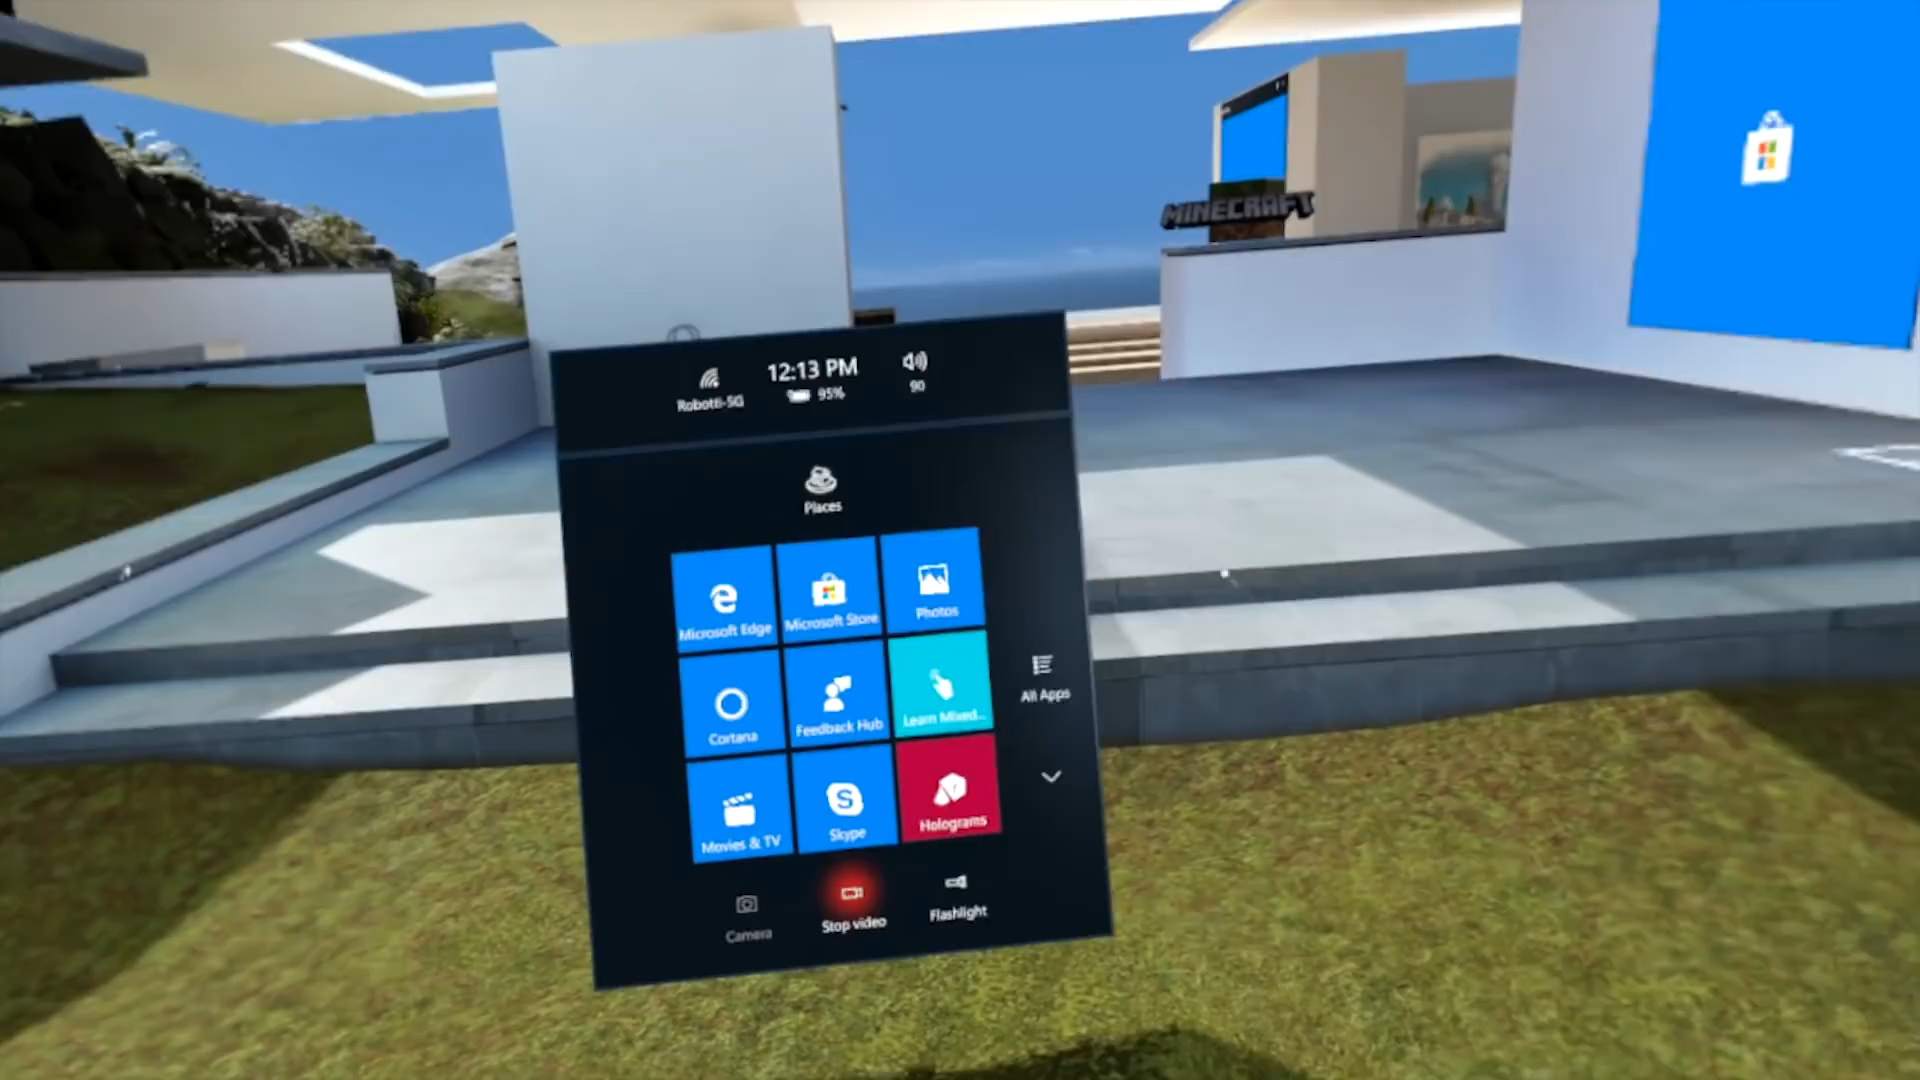 MINECRAFT
12:13 PM
Robotti-5G
95%
90
Places
Microsoft Edge
Microsoft Store
Photos
Cortana
Feedback Hub
Learn Mixed...
All Apps
Movies & TV
Skype
Holograms
Camera
Stop video
Flashlight